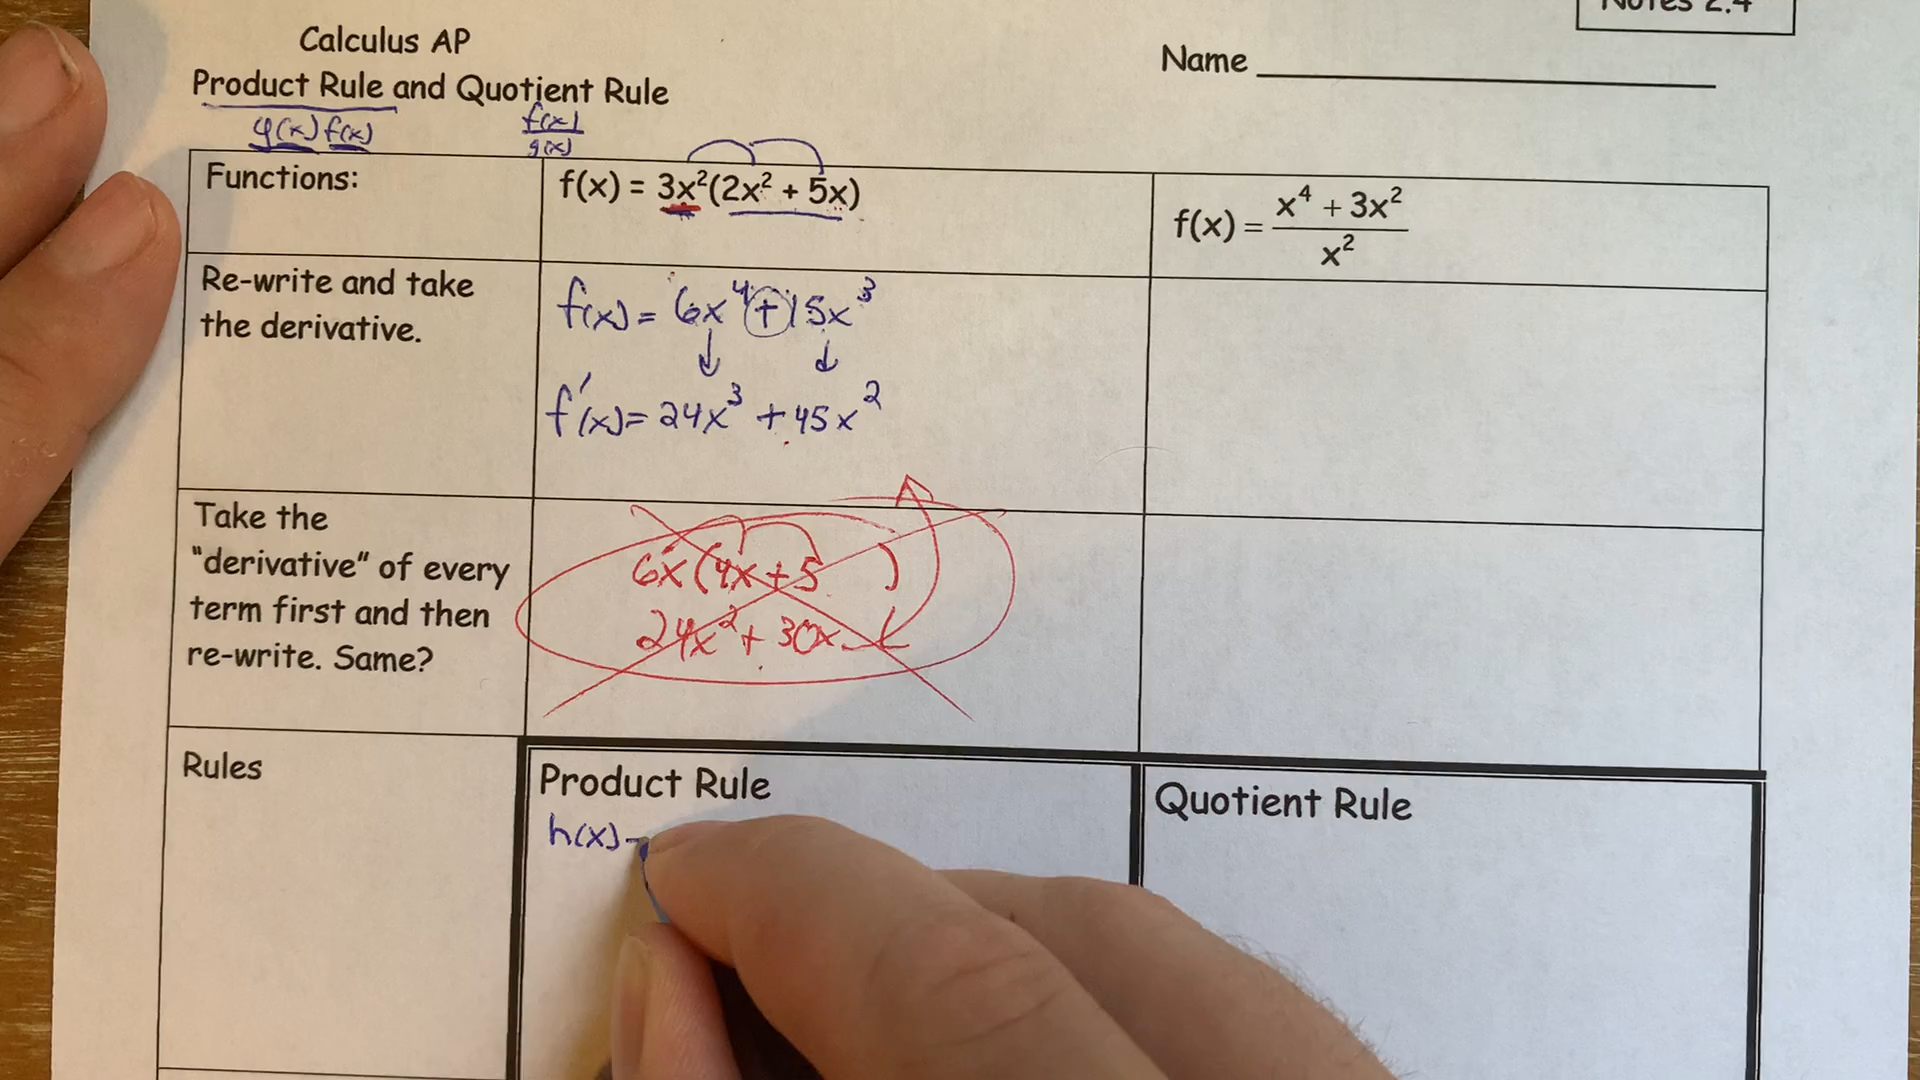 Notes 2.4
Calculus AP
Name
Product Rule and Quotient Rule
g(x) f(x)
f(x)
g(x)
Functions:
f(x) = 3x²(2x² + 5x)
f(x) = x⁴ + 3x²
x²
Re-write and take
the derivative.
f(x) = 6x⁴ + 15x³
f'(x) = 24x³ + 45x²
Take the
"derivative" of every
term first and then
re-write. Same?
6x(4x+5 )
24x² + 30x
Rules
Product Rule
h(x) =
Quotient Rule